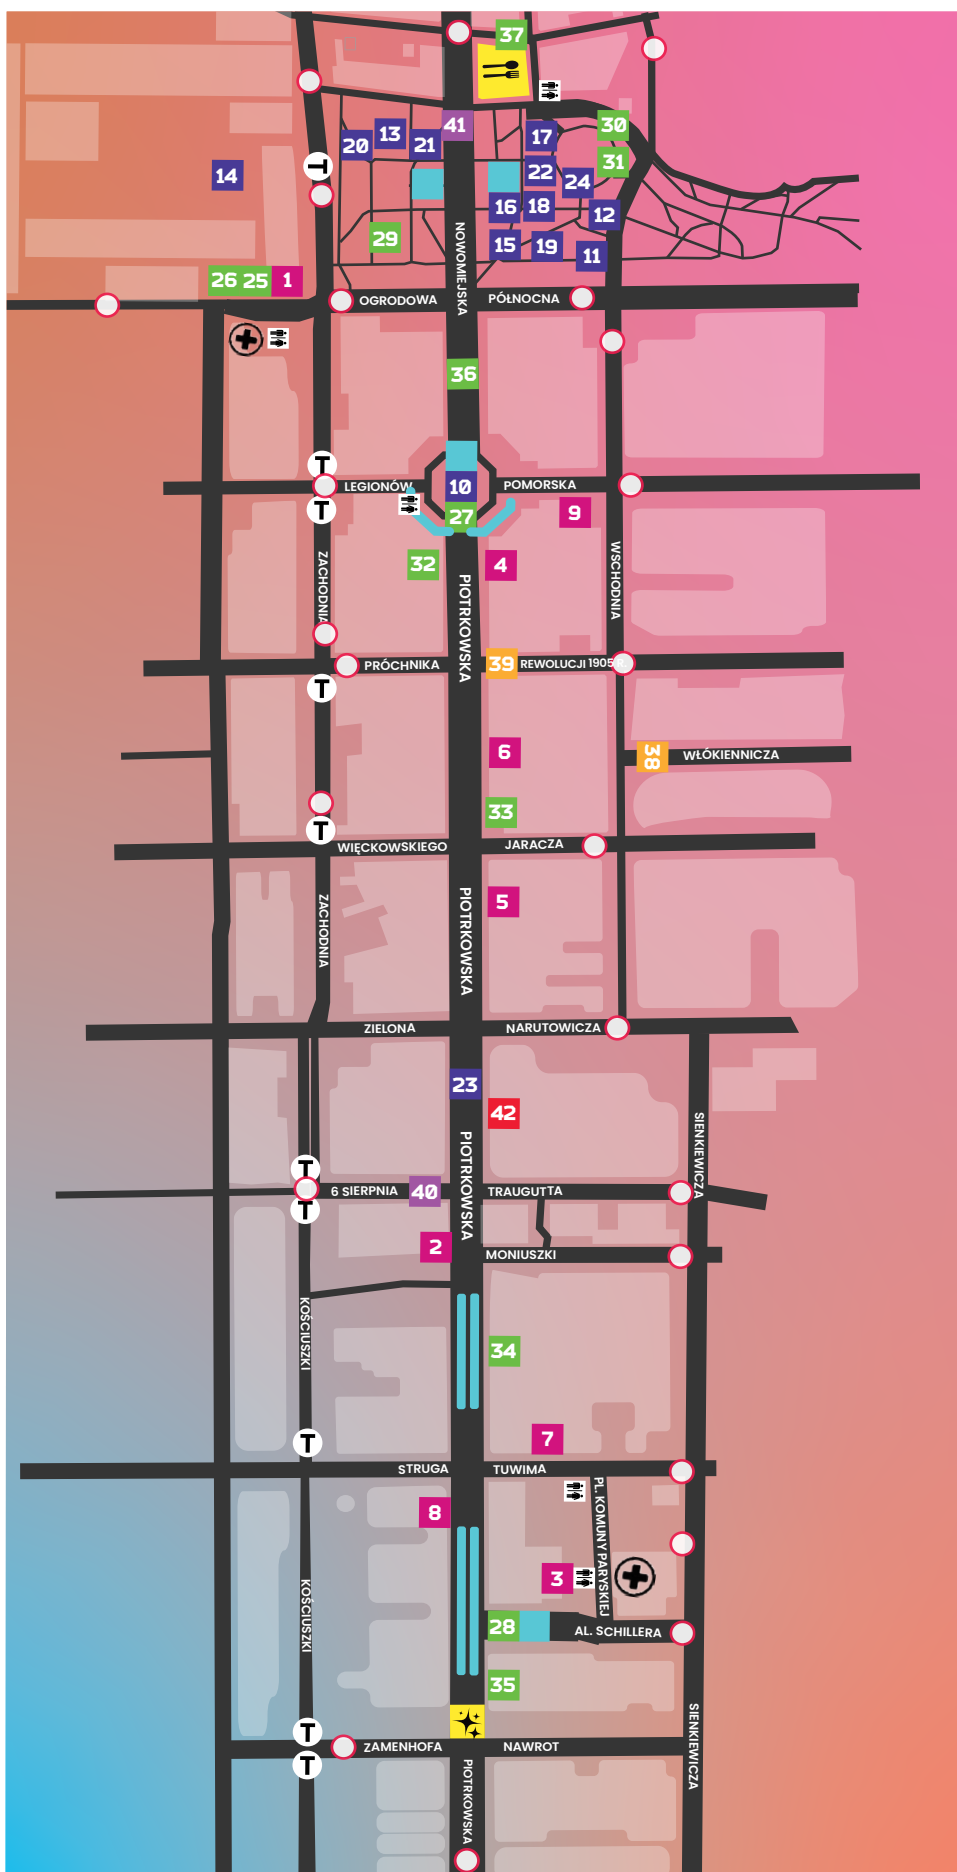 37
30
41
17
13
20
21
31
T
22
14
24
16
18
12
29
NOWOMIEJSKA
15
19
11
26
25
1
OGRODOWA
PÓŁNOCNA
36
T
LEGIONÓW
10
POMORSKA
T
27
9
32
4
ZACHODNIA
WSCHODNIA
PIOTRKOWSKA
PRÓCHNIKA
39
REWOLUCJI 1905 R.
T
6
38
WŁÓKIENNICZA
33
T
WIĘCKOWSKIEGO
JARACZA
5
ZACHODNIA
PIOTRKOWSKA
ZIELONA
NARUTOWICZA
23
42
SIENKIEWICZA
PIOTRKOWSKA
T
6 SIERPNIA
40
TRAUGUTTA
T
2
MONIUSZKI
KOŚCIUSZKI
34
7
T
STRUGA
TUWIMA
8
PL. KOMUNY PARYSKIEJ
3
KOŚCIUSZKI
28
AL. SCHILLERA
35
T
ZAMENHOFA
NAWROT
SIENKIEWICZA
T
PIOTRKOWSKA